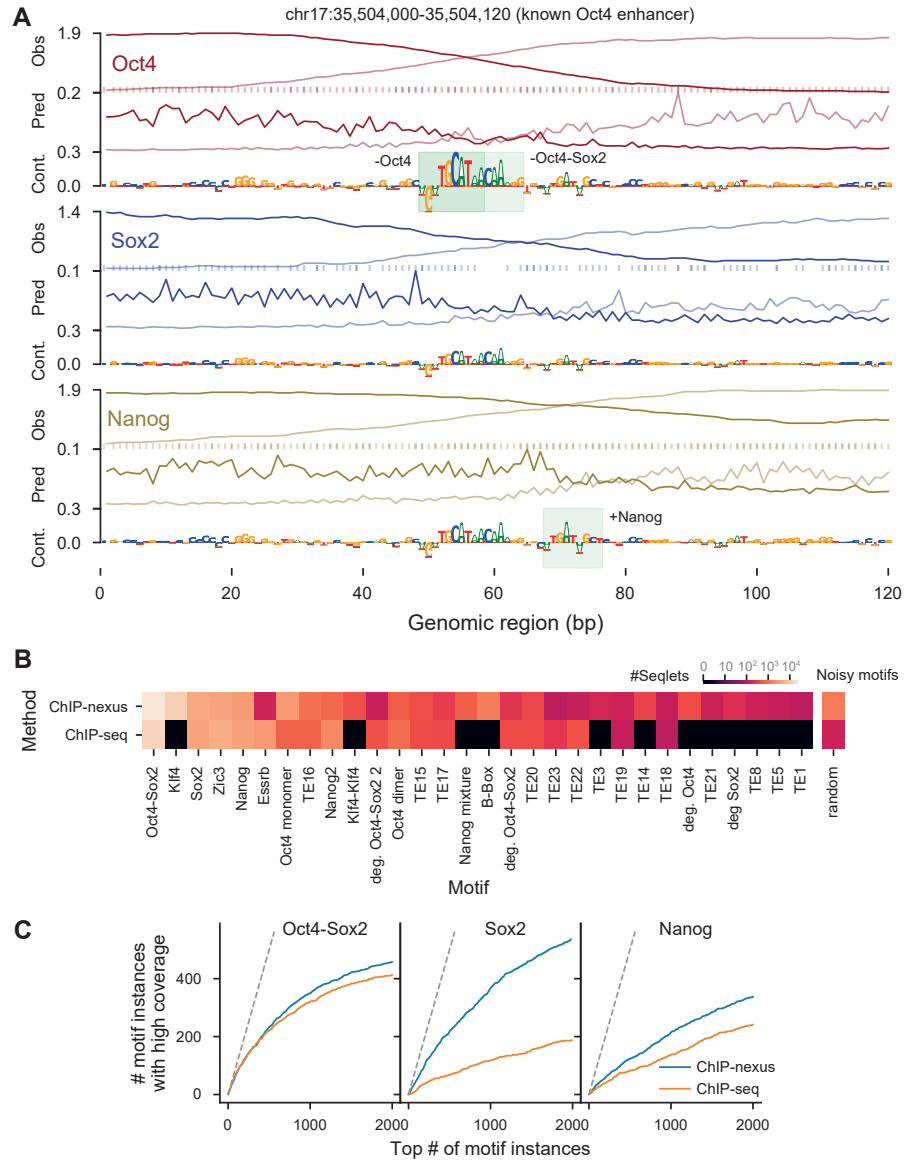 A
chr17:35,504,000-35,504,120 (known Oct4 enhancer)
1.9
Obs
Oct4
0.2
Pred
0.3
Cont.
0.0
-Oct4
-Oct4-Sox2
1.4
Obs
Sox2
0.1
Pred
0.3
Cont.
0.0
1.9
Obs
Nanog
0.1
Pred
0.3
Cont.
0.0
+Nanog
0 20 40 60 80 100 120
Genomic region (bp)
B
#Seqlets
0 10 10² 10³ 10⁴
Noisy motifs
Method
ChIP-nexus
ChIP-seq
Oct4-Sox2
Klf4
Sox2
Zic3
Nanog
Essrb
Oct4 monomer
TE16
Nanog2
Klf4-Klf4
deg. Oct4-Sox2 2
Oct4 dimer
TE15
TE17
Nanog mixture
B-Box
deg. Oct4-Sox2
TE20
TE23
TE22
TE3
TE19
TE14
TE18
deg. Oct4
TE21
deg Sox2
TE8
TE5
TE1
random
Motif
C
# motif instances
with high coverage
Oct4-Sox2
Sox2
Nanog
400
200
0
ChIP-nexus
ChIP-seq
0 1000 2000
1000 2000
1000 2000
Top # of motif instances